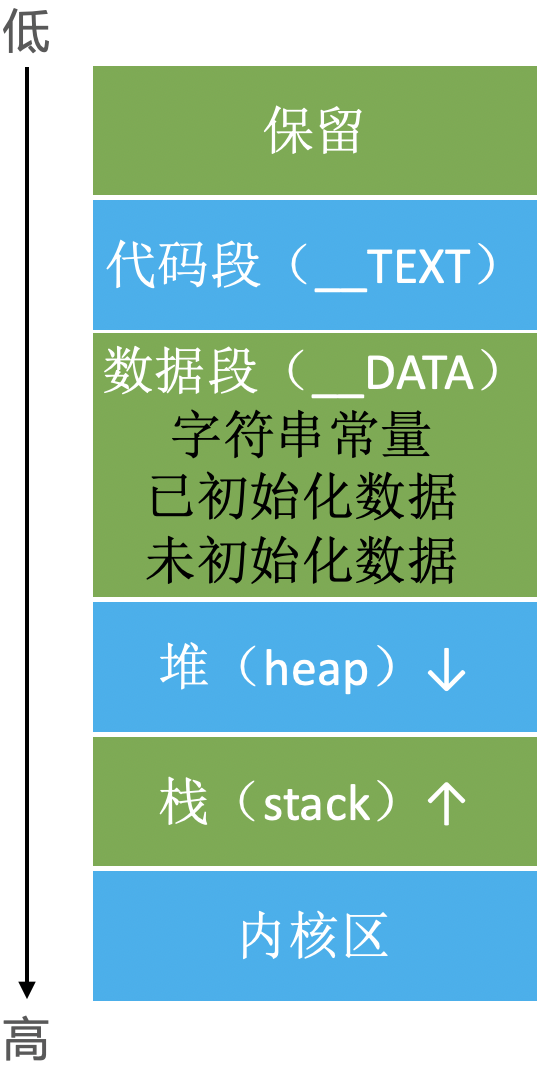 低
保留
代码段（__TEXT）
数据段（__DATA）
字符串常量
已初始化数据
未初始化数据
堆（heap）↓
栈（stack）↑
内核区
高